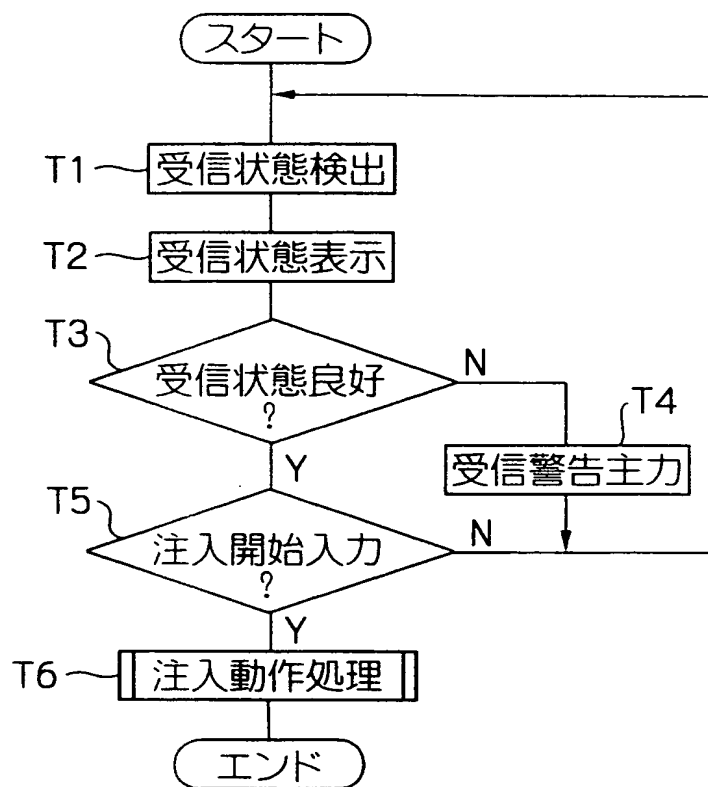 スタート
T1
受信状態検出
T2
受信状態表示
T3
受信状態良好
?
N
T4
受信警告主力
Y
T5
注入開始入力
?
N
Y
T6
注入動作処理
エンド